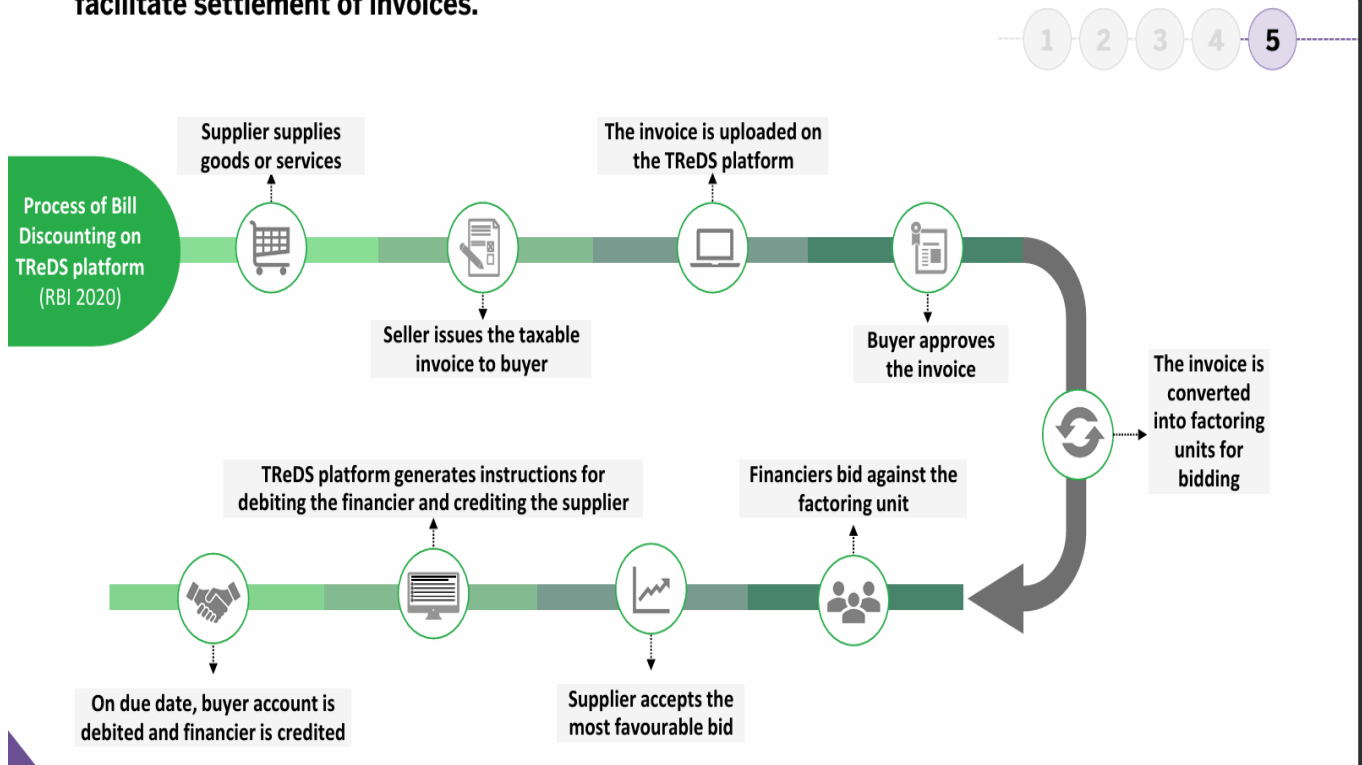 facilitate settlement of invoices.
1 2 3 4 5
Process of Bill
Discounting on
TReDS platform
(RBI 2020)
Supplier supplies
goods or services
Seller issues the taxable
invoice to buyer
The invoice is uploaded on
the TReDS platform
Buyer approves
the invoice
The invoice is
converted
into factoring
units for
bidding
Financiers bid against the
factoring unit
Supplier accepts the
most favourable bid
TReDS platform generates instructions for
debiting the financier and crediting the supplier
On due date, buyer account is
debited and financier is credited